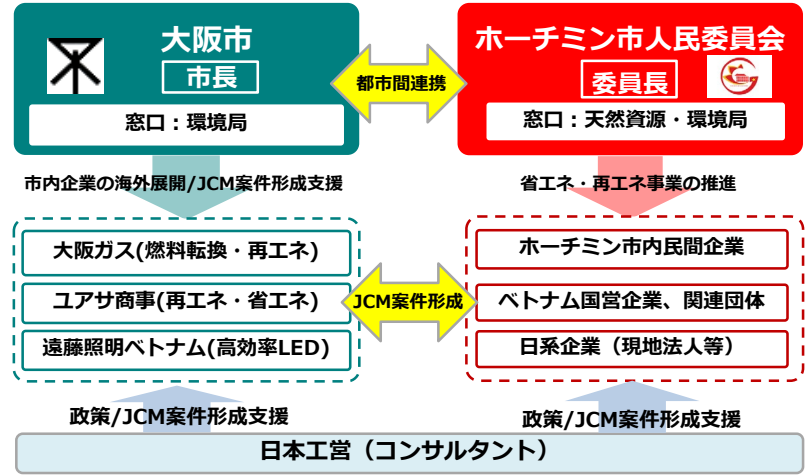 大阪市
市長
窓口：環境局
都市間連携
ホーチミン市人民委員会
委員長
窓口：天然資源・環境局
市内企業の海外展開/JCM案件形成支援
省エネ・再エネ事業の推進
大阪ガス(燃料転換・再エネ)
ユアサ商事(再エネ・省エネ)
遠藤照明ベトナム(高効率LED)
JCM案件形成
ホーチミン市内民間企業
ベトナム国営企業、関連団体
日系企業（現地法人等）
政策/JCM案件形成支援
政策/JCM案件形成支援
日本工営（コンサルタント）